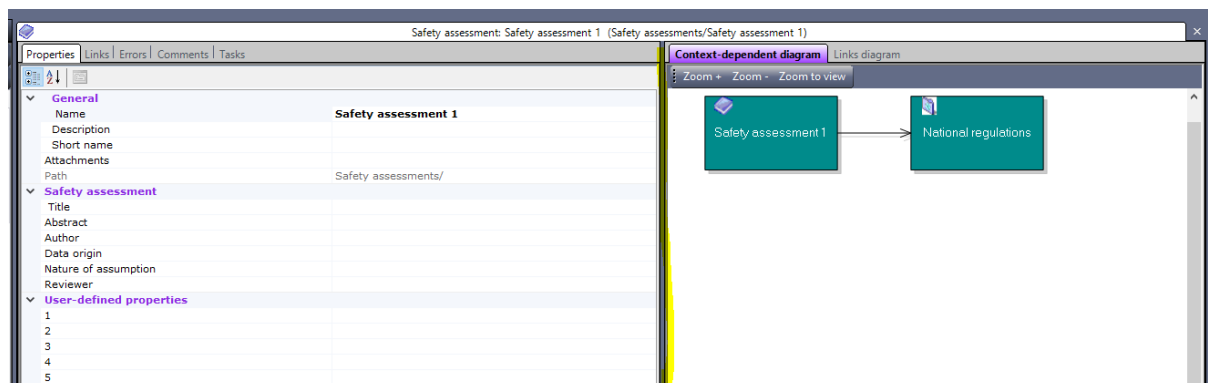 Safety assessment: Safety assessment 1 (Safety assessments/Safety assessment 1)
Properties Links Errors Comments Tasks
General
Name Safety assessment 1
Description
Short name
Attachments
Path Safety assessments/
Safety assessment
Title
Abstract
Author
Data origin
Nature of assumption
Reviewer
User-defined properties
1
2
3
4
5
Context-dependent diagram Links diagram
Zoom + Zoom - Zoom to view
Safety assessment 1
National regulations